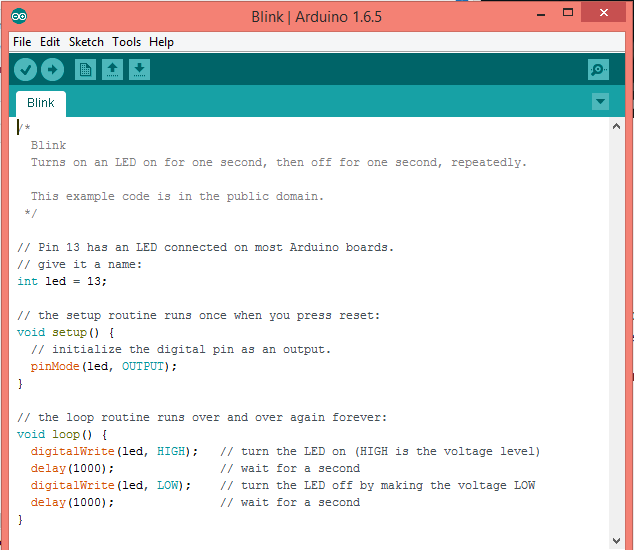 Blink | Arduino 1.6.5
File Edit Sketch Tools Help
Blink
/*
  Blink
  Turns on an LED on for one second, then off for one second, repeatedly.

  This example code is in the public domain.
 */

// Pin 13 has an LED connected on most Arduino boards.
// give it a name:
int led = 13;

// the setup routine runs once when you press reset:
void setup() {
  // initialize the digital pin as an output.
  pinMode(led, OUTPUT);
}

// the loop routine runs over and over again forever:
void loop() {
  digitalWrite(led, HIGH);   // turn the LED on (HIGH is the voltage level)
  delay(1000);               // wait for a second
  digitalWrite(led, LOW);    // turn the LED off by making the voltage LOW
  delay(1000);               // wait for a second
}